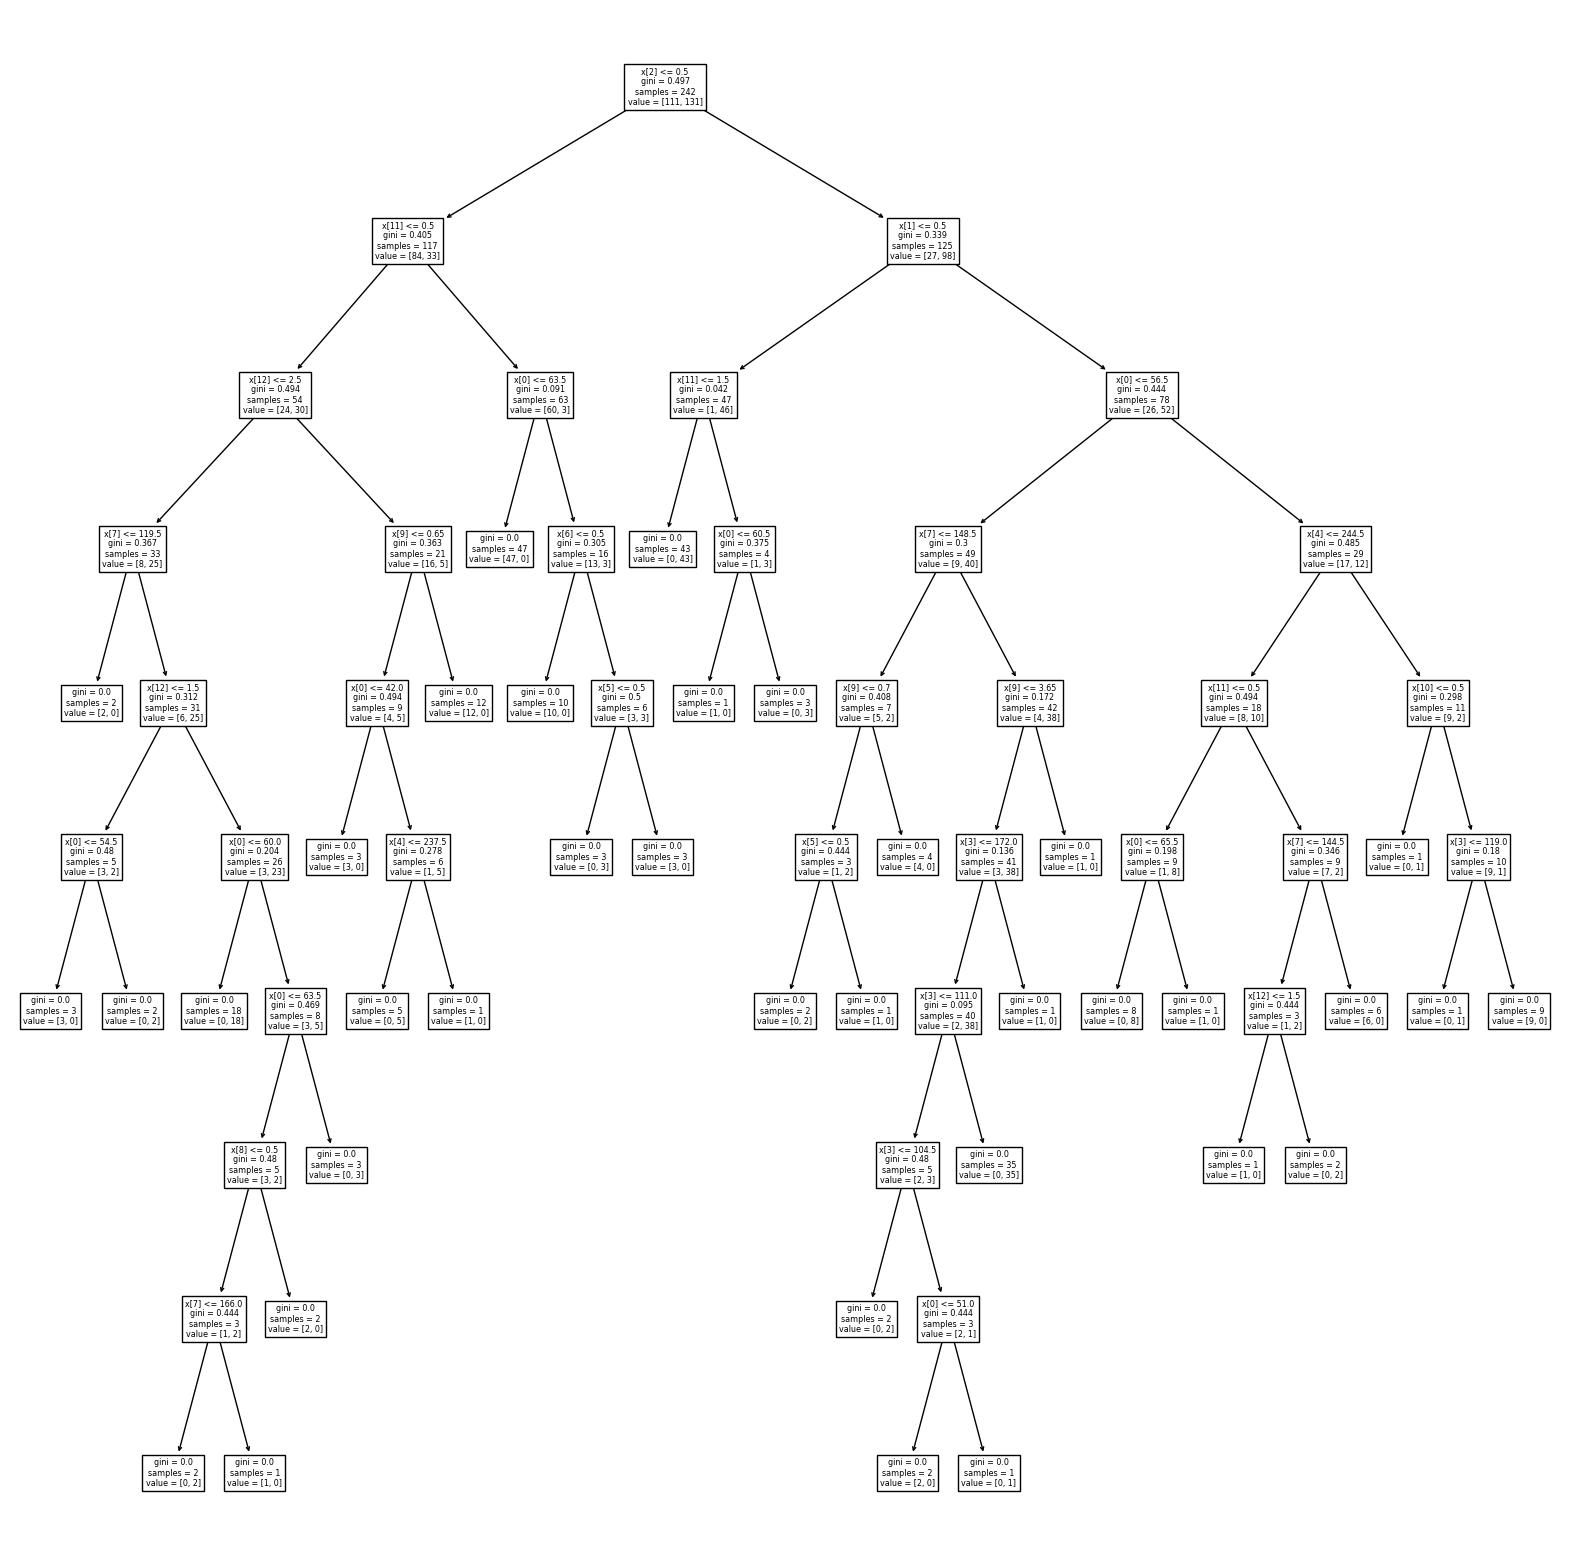 x[2] <= 0.5
gini = 0.497
samples = 242
value = [111, 131]
x[11] <= 0.5
gini = 0.405
samples = 117
value = [84, 33]
x[1] <= 0.5
gini = 0.339
samples = 125
value = [27, 98]
x[12] <= 2.5
gini = 0.494
samples = 54
value = [24, 30]
x[0] <= 63.5
gini = 0.091
samples = 63
value = [60, 3]
x[11] <= 1.5
gini = 0.042
samples = 47
value = [1, 46]
x[0] <= 56.5
gini = 0.444
samples = 78
value = [26, 52]
x[7] <= 119.5
gini = 0.367
samples = 33
value = [8, 25]
x[9] <= 0.65
gini = 0.363
samples = 21
value = [16, 5]
gini = 0.0
samples = 47
value = [47, 0]
x[6] <= 0.5
gini = 0.305
samples = 16
value = [13, 3]
gini = 0.0
samples = 43
value = [0, 43]
x[0] <= 60.5
gini = 0.375
samples = 4
value = [1, 3]
x[7] <= 148.5
gini = 0.3
samples = 49
value = [9, 40]
x[4] <= 244.5
gini = 0.485
samples = 29
value = [17, 12]
gini = 0.0
samples = 2
value = [2, 0]
x[12] <= 1.5
gini = 0.312
samples = 31
value = [6, 25]
x[0] <= 42.0
gini = 0.494
samples = 9
value = [4, 5]
gini = 0.0
samples = 12
value = [12, 0]
gini = 0.0
samples = 10
value = [10, 0]
x[5] <= 0.5
gini = 0.5
samples = 6
value = [3, 3]
gini = 0.0
samples = 1
value = [1, 0]
gini = 0.0
samples = 3
value = [0, 3]
x[9] <= 0.7
gini = 0.408
samples = 7
value = [5, 2]
x[9] <= 3.65
gini = 0.172
samples = 42
value = [4, 38]
x[11] <= 0.5
gini = 0.494
samples = 18
value = [8, 10]
x[10] <= 0.5
gini = 0.298
samples = 11
value = [9, 2]
x[0] <= 54.5
gini = 0.48
samples = 5
value = [3, 2]
x[0] <= 60.0
gini = 0.204
samples = 26
value = [3, 23]
gini = 0.0
samples = 3
value = [3, 0]
x[4] <= 237.5
gini = 0.278
samples = 6
value = [1, 5]
gini = 0.0
samples = 3
value = [0, 3]
gini = 0.0
samples = 3
value = [3, 0]
x[5] <= 0.5
gini = 0.444
samples = 3
value = [1, 2]
gini = 0.0
samples = 4
value = [4, 0]
x[3] <= 172.0
gini = 0.136
samples = 41
value = [3, 38]
gini = 0.0
samples = 1
value = [1, 0]
x[0] <= 65.5
gini = 0.198
samples = 9
value = [1, 8]
x[7] <= 144.5
gini = 0.346
samples = 9
value = [7, 2]
gini = 0.0
samples = 1
value = [0, 1]
x[3] <= 119.0
gini = 0.18
samples = 10
value = [9, 1]
gini = 0.0
samples = 3
value = [3, 0]
gini = 0.0
samples = 2
value = [0, 2]
gini = 0.0
samples = 18
value = [0, 18]
x[0] <= 63.5
gini = 0.469
samples = 8
value = [3, 5]
gini = 0.0
samples = 5
value = [0, 5]
gini = 0.0
samples = 1
value = [1, 0]
gini = 0.0
samples = 2
value = [0, 2]
gini = 0.0
samples = 1
value = [1, 0]
x[3] <= 111.0
gini = 0.095
samples = 40
value = [2, 38]
gini = 0.0
samples = 1
value = [1, 0]
gini = 0.0
samples = 8
value = [0, 8]
gini = 0.0
samples = 1
value = [1, 0]
x[12] <= 1.5
gini = 0.444
samples = 3
value = [1, 2]
gini = 0.0
samples = 6
value = [6, 0]
gini = 0.0
samples = 1
value = [0, 1]
gini = 0.0
samples = 9
value = [9, 0]
x[8] <= 0.5
gini = 0.48
samples = 5
value = [3, 2]
gini = 0.0
samples = 3
value = [0, 3]
x[3] <= 104.5
gini = 0.48
samples = 5
value = [2, 3]
gini = 0.0
samples = 35
value = [0, 35]
gini = 0.0
samples = 1
value = [1, 0]
gini = 0.0
samples = 2
value = [0, 2]
x[7] <= 166.0
gini = 0.444
samples = 3
value = [1, 2]
gini = 0.0
samples = 2
value = [2, 0]
gini = 0.0
samples = 2
value = [0, 2]
x[0] <= 51.0
gini = 0.444
samples = 3
value = [2, 1]
gini = 0.0
samples = 2
value = [0, 2]
gini = 0.0
samples = 1
value = [1, 0]
gini = 0.0
samples = 2
value = [2, 0]
gini = 0.0
samples = 1
value = [0, 1]